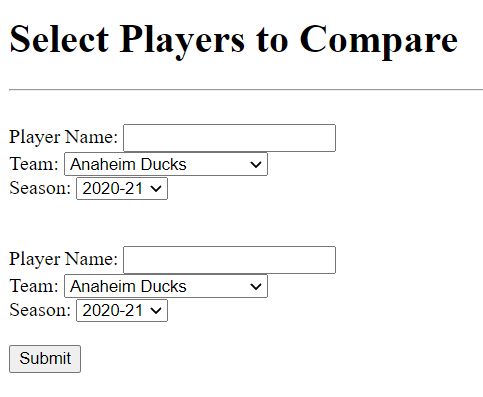 Select Players to Compare
Player Name:
Team: Anaheim Ducks
Season: 2020-21
Player Name:
Team: Anaheim Ducks
Season: 2020-21
Submit